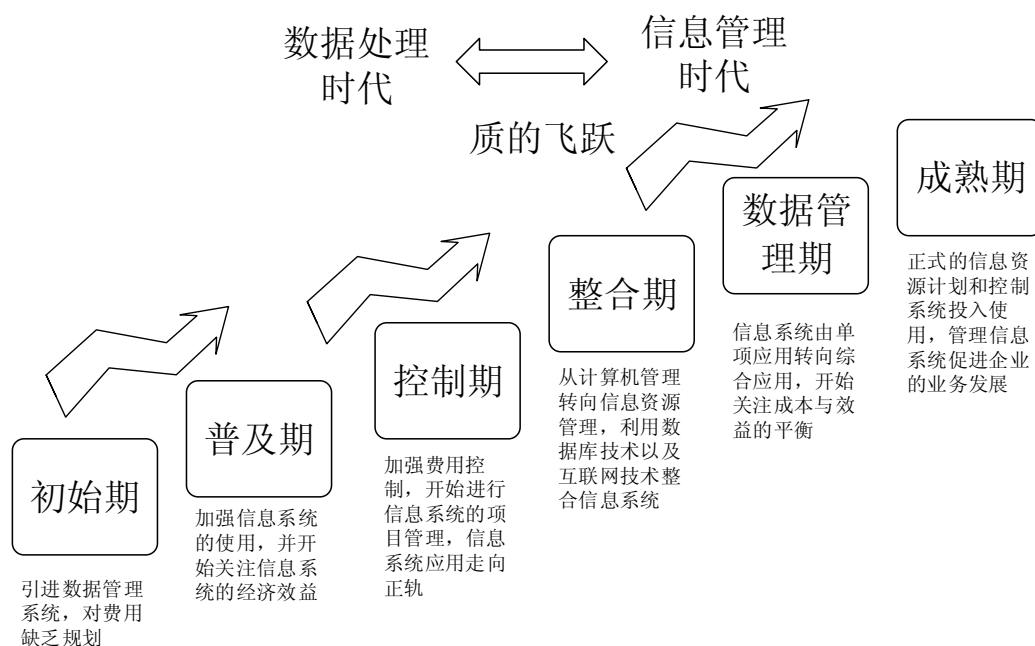 数据处理
时代
信息管理
时代
质的飞跃
初始期
引进数据管理
系统，对费用
缺乏规划
普及期
加强信息系统
的使用，并开
始关注信息系
统的经济效益
控制期
加强费用控
制，开始进行
信息系统的项
目管理，信息
系统应用走向
正轨
整合期
从计算机管理
转向信息资源
管理，利用数
据库技术以及
互联网技术整
合信息系统
数据管
理期
信息系统由单
项应用转向综
合应用，开始
关注成本与效
益的平衡
成熟期
正式的信息资
源计划和控制
系统投入使
用，管理信息
系统促进企业
的业务发展